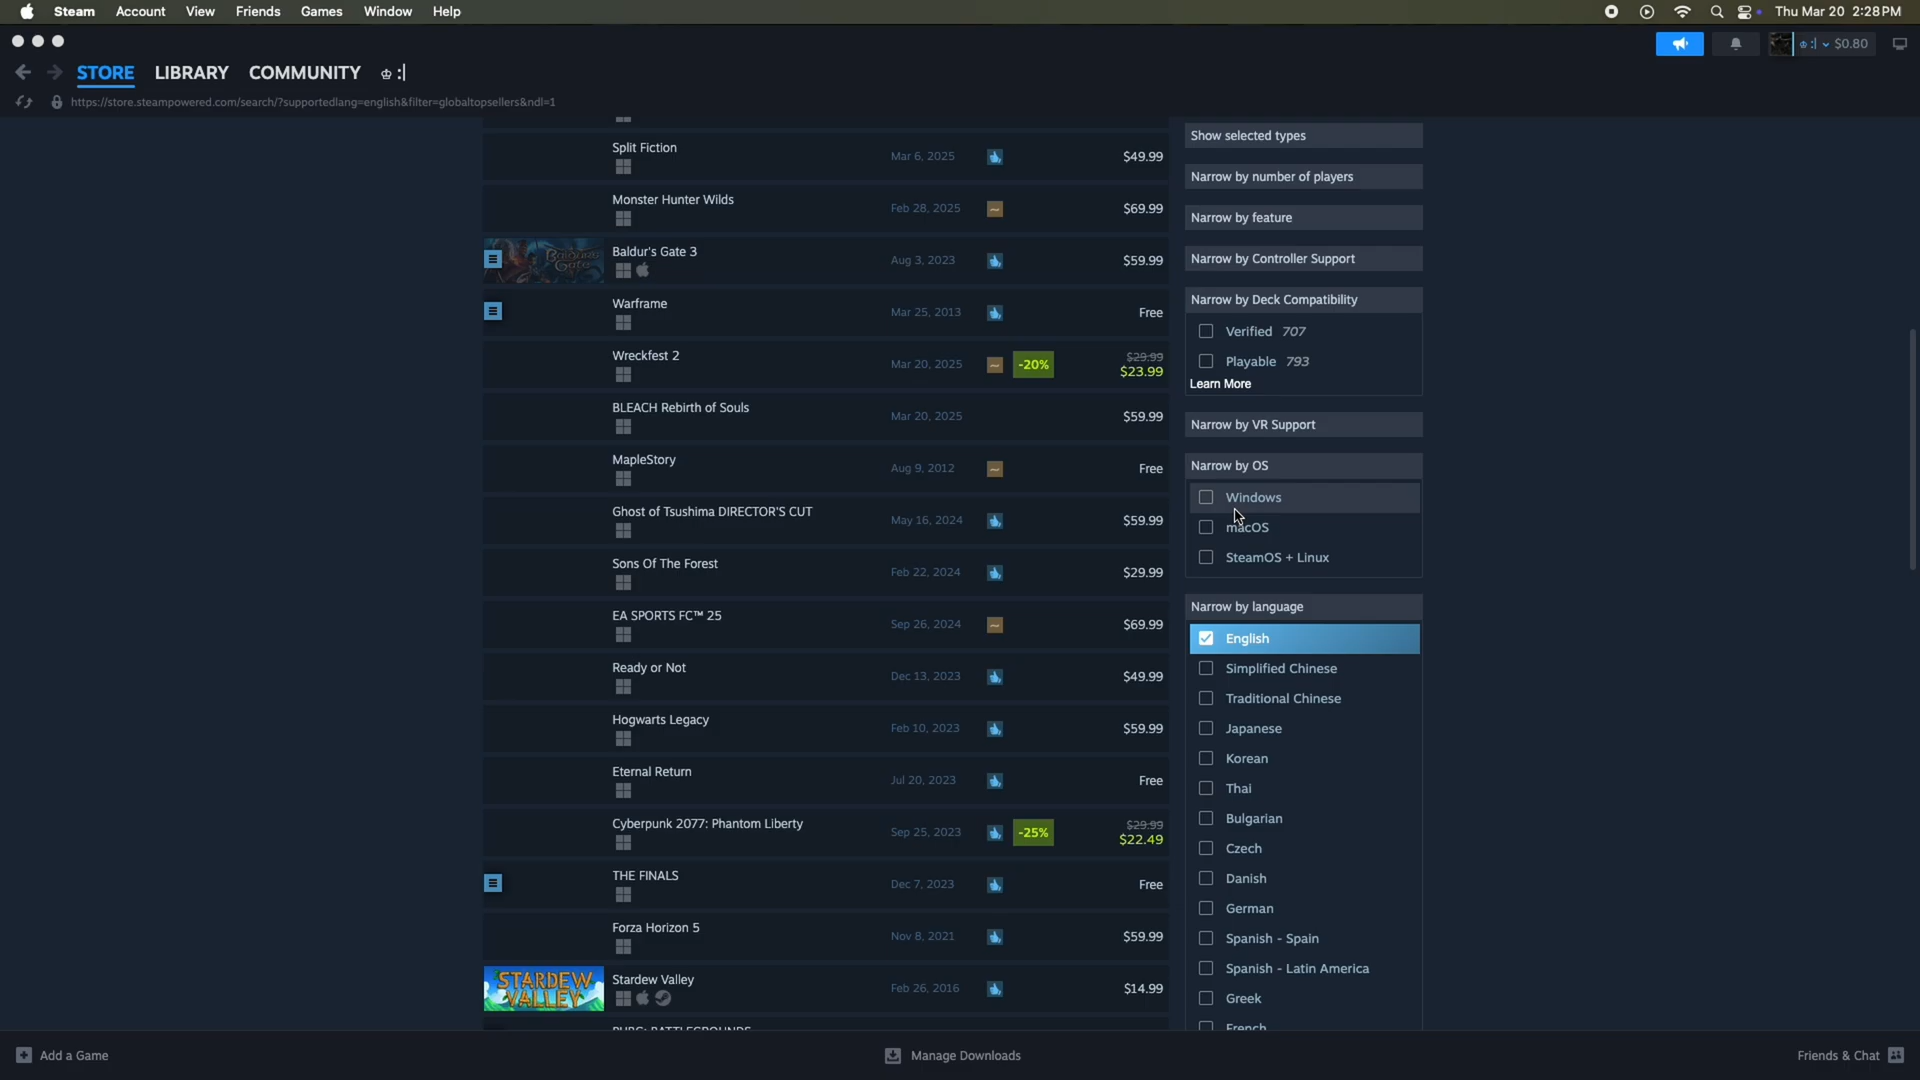 Steam Account View Friends Games Window Help Thu Mar 20 2:28 PM
$0.80
STORE LIBRARY COMMUNITY
https://store.steampowered.com/search/?supportedlang=english&filter=globaltopsellers&ndl=1
Show selected types
Split Fiction Mar 6, 2025 $49.99
Narrow by number of players
Monster Hunter Wilds Feb 28, 2025 $69.99
Narrow by feature
Baldur's Gate 3 Aug 3, 2023 $59.99
Narrow by Controller Support
Narrow by Deck Compatibility
Warframe Mar 25, 2013 Free
Verified 707
Wreckfest 2 Mar 20, 2025 -20% $29.99
$23.99
Playable 793
Learn More
BLEACH Rebirth of Souls Mar 20, 2025 $59.99
Narrow by VR Support
MapleStory Aug 9, 2012 Free
Narrow by OS
Windows
Ghost of Tsushima DIRECTOR'S CUT May 16, 2024 $59.99
macOS
SteamOS + Linux
Sons Of The Forest Feb 22, 2024 $29.99
Narrow by language
EA SPORTS FC™ 25 Sep 26, 2024 $69.99
English
Simplified Chinese
Ready or Not Dec 13, 2023 $49.99
Traditional Chinese
Hogwarts Legacy Feb 10, 2023 $59.99
Japanese
Korean
Eternal Return Jul 20, 2023 Free
Thai
Cyberpunk 2077: Phantom Liberty Sep 25, 2023 -25% $29.99
$22.49
Bulgarian
Czech
THE FINALS Dec 7, 2023 Free
Danish
German
Forza Horizon 5 Nov 8, 2021 $59.99
Spanish - Spain
Spanish - Latin America
STARDEW
VALLEY
Stardew Valley Feb 26, 2016 $14.99
Greek
French
PUBG: BATTLEGROUNDS
Add a Game Manage Downloads Friends & Chat